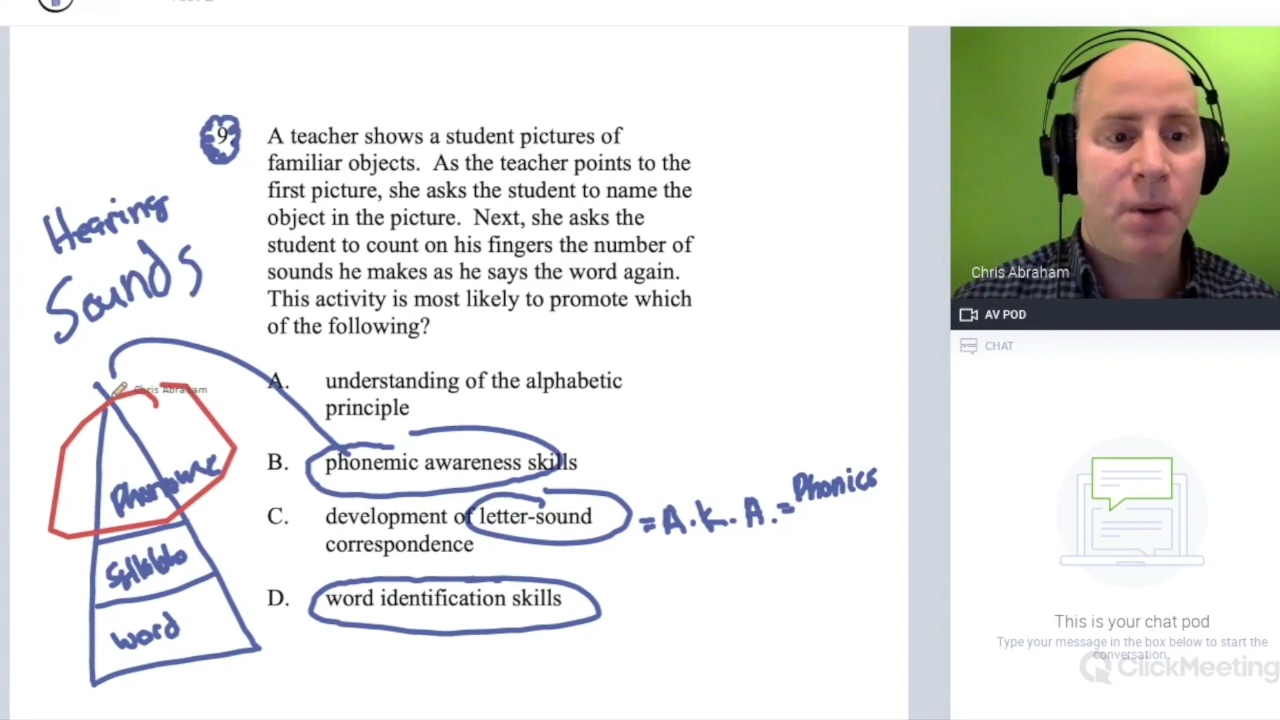 9.
A teacher shows a student pictures of
familiar objects. As the teacher points to the
first picture, she asks the student to name the
object in the picture. Next, she asks the
student to count on his fingers the number of
sounds he makes as he says the word again.
This activity is most likely to promote which
of the following?
A. understanding of the alphabetic
principle
B. phonemic awareness skills
C. development of letter-sound
correspondence
D. word identification skills
Hearing
Sounds
Chris Abraham
Phoneme
word
= A.K.A. = Phonics
Chris Abraham
AV POD
CHAT
This is your chat pod
Type your message in the box below to start the
conversation.
ClickMeeting